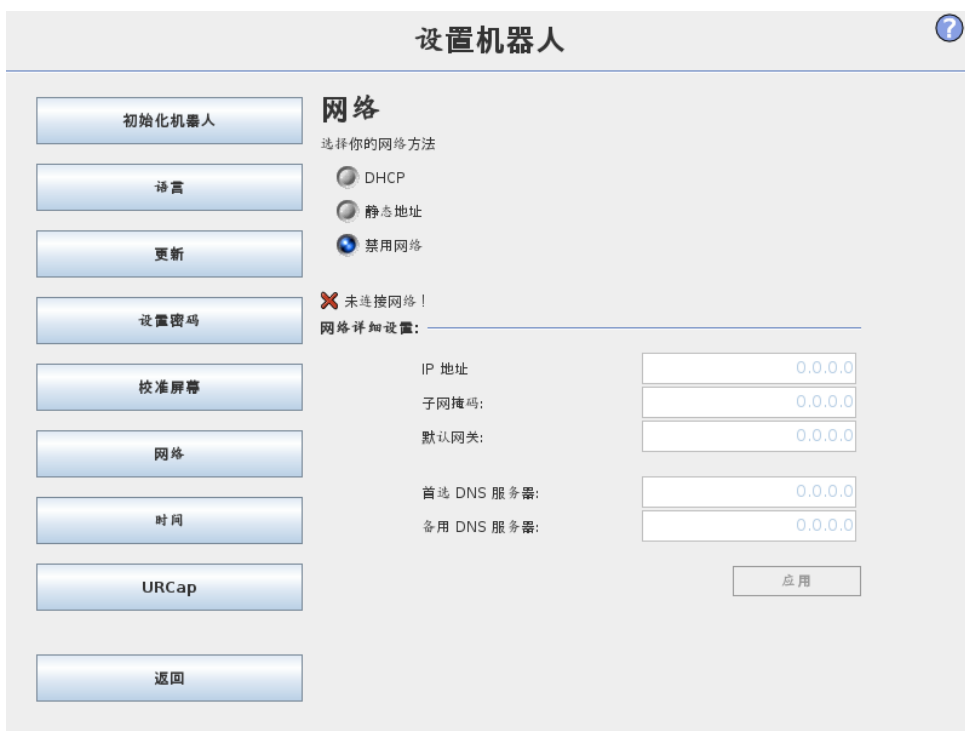 设置机器人
?
初始化机器人
语言
更新
设置密码
校准屏幕
网络
时间
URCap
返回
网络
选择你的网络方法
DHCP
静态地址
禁用网络
未连接网络！
网络详细设置:
IP 地址 0.0.0.0
子网掩码: 0.0.0.0
默认网关: 0.0.0.0
首选 DNS 服务器: 0.0.0.0
备用 DNS 服务器: 0.0.0.0
应用